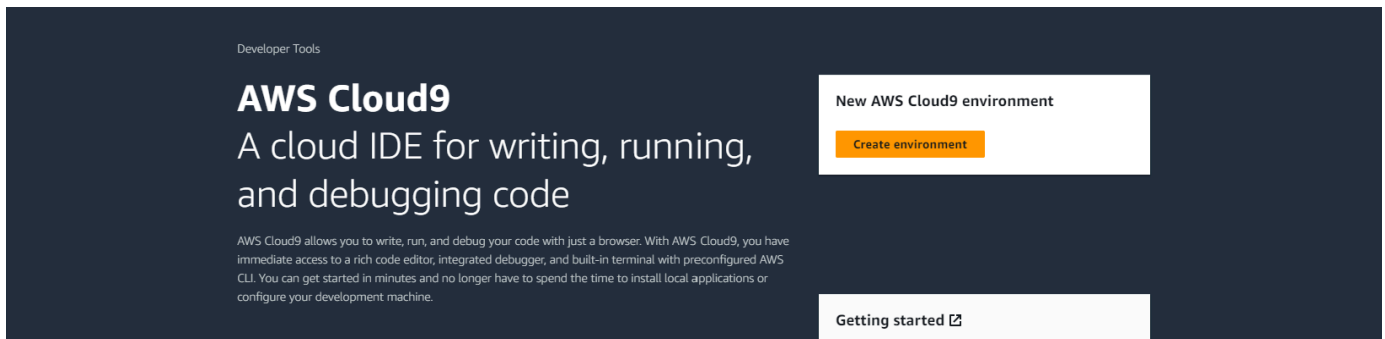 Developer Tools
AWS Cloud9
A cloud IDE for writing, running,
and debugging code
AWS Cloud9 allows you to write, run, and debug your code with just a browser. With AWS Cloud9, you have
immediate access to a rich code editor, integrated debugger, and built-in terminal with preconfigured AWS
CLI. You can get started in minutes and no longer have to spend the time to install local applications or
configure your development machine.
New AWS Cloud9 environment
Create environment
Getting started